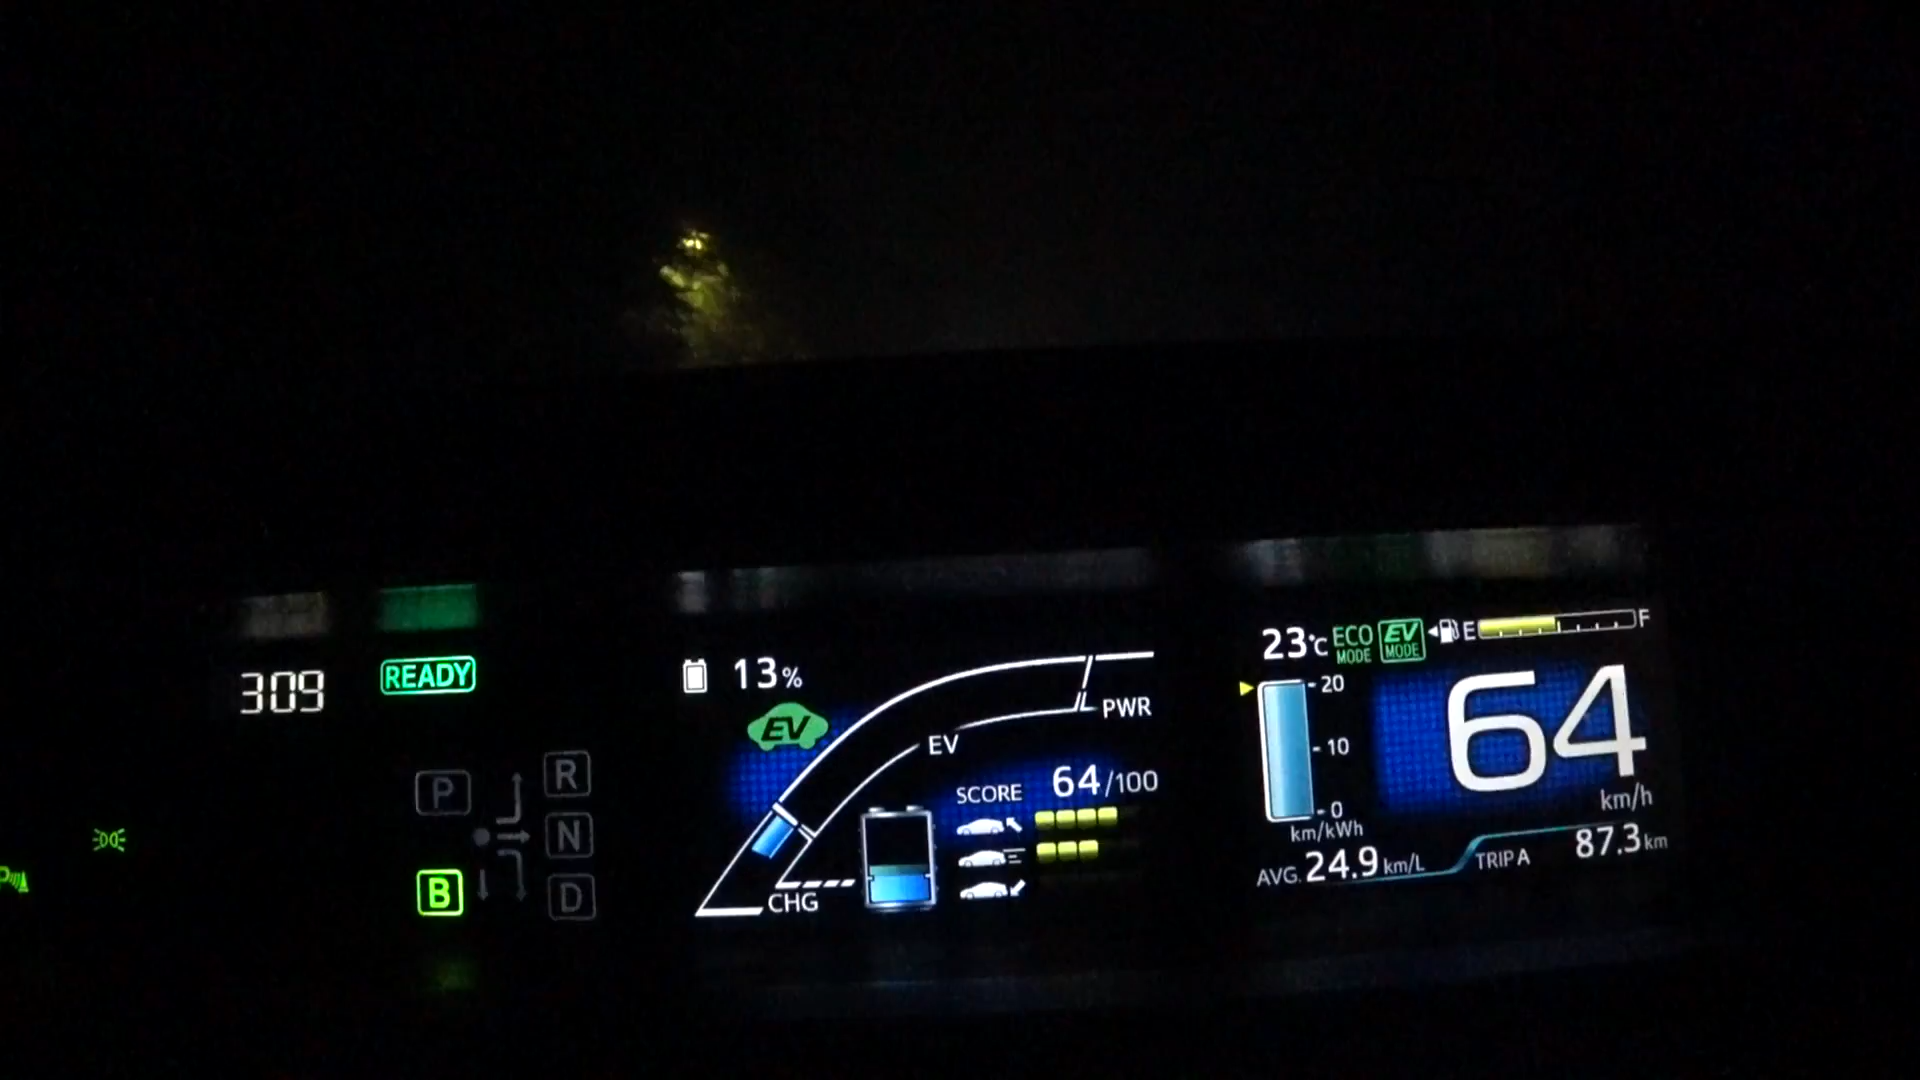 309
READY
P
R
N
B
D
13%
EV
PWR
EV
SCORE 64/100
CHG
23°C ECO MODE EV MODE E F
20
10
0
km/kWh
64
km/h
AVG. 24.9 km/L
TRIP A 87.3 km